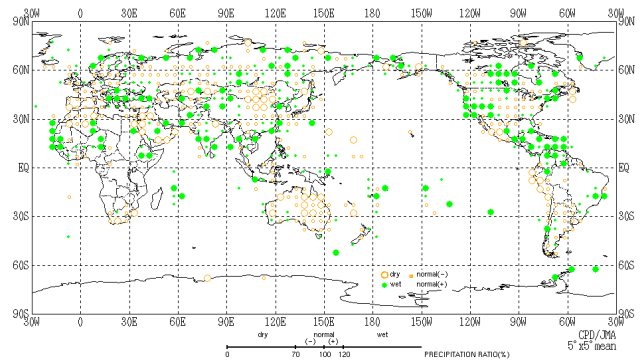 30W 0 30E 60E 90E 120E 150E 180 150W 120W 90W 60W 30W
90N 90N
60N 60N
30N 30N
EQ EQ
30S 30S
60S 60S
dry normal(-)
wet normal(+)
90S 90S
30W 0 30E 60E 90E 120E 150E 180 150W 120W 90W 60W 30W
CPD/JMA
5°x5°mean
dry normal wet
(-) (+)
0 70 100 120 PRECIPITATION RATIO(%)